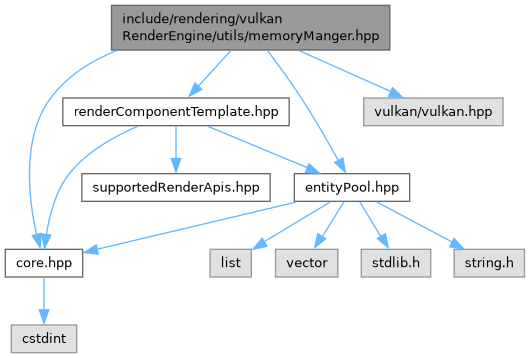 include/rendering/vulkan
RenderEngine/utils/memoryManger.hpp
renderComponentTemplate.hpp
vulkan/vulkan.hpp
supportedRenderApis.hpp
entityPool.hpp
core.hpp
list
vector
stdlib.h
string.h
cstdint